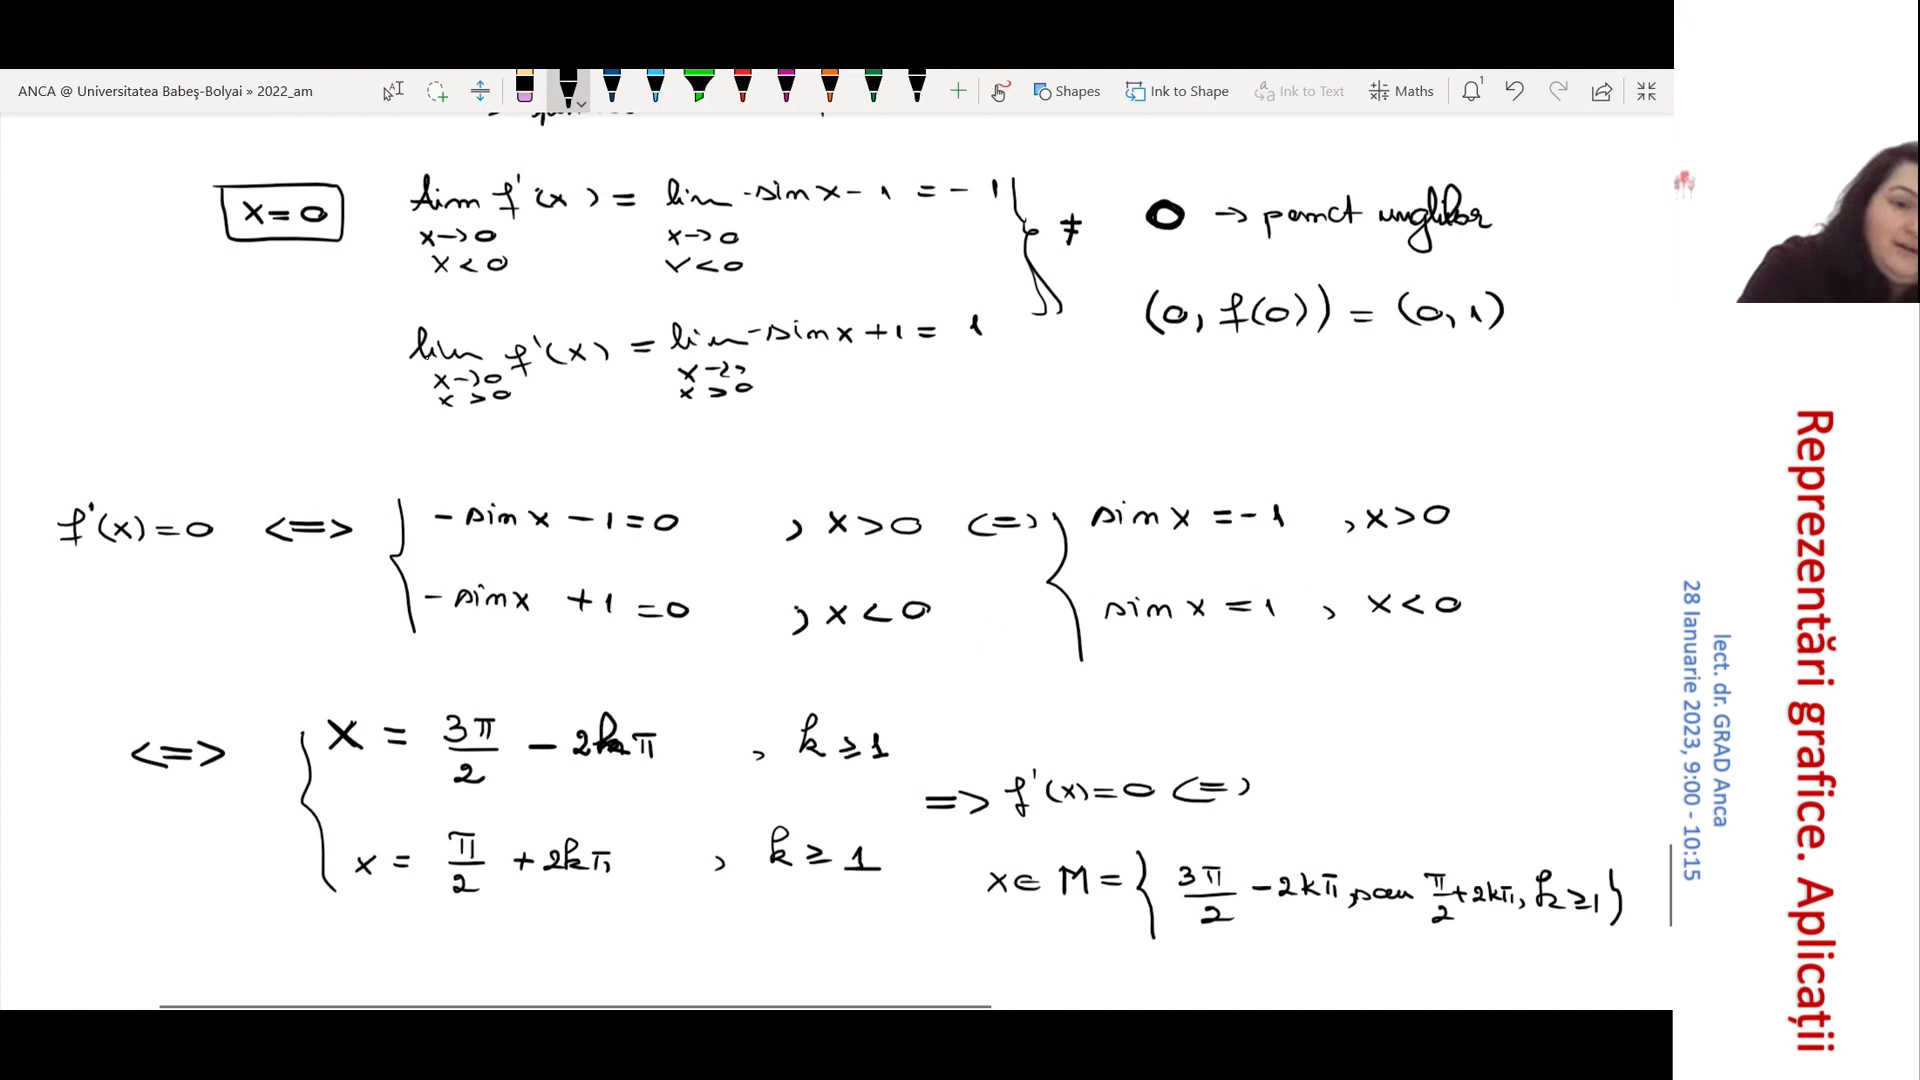 ANCA @ Universitatea Babeş-Bolyai » 2022_am
Shapes
Ink to Shape
Ink to Text
Maths
1
x = 0
lim f'(x) = lim -sin x - 1 = -1
x→0 x→0
x<0 x<0
≠
0 → punct unghiular
(0, f(0)) = (0, 1)
lim f'(x) = lim -sin x + 1 = 1
x→0 x→0
x>0 x>0
f'(x) = 0 <=> { - sin x - 1 = 0 , x > 0 <=> { sin x = -1 , x > 0
- sin x + 1 = 0 , x < 0 sin x = 1 , x < 0
<=> { x = 3π/2 - 2kπ , k ≥ 1
x = π/2 + 2kπ , k ≥ 1
=> f'(x) = 0 <=>
x ∈ M = { 3π/2 - 2kπ, sau π/2 + 2kπ, k ≥ 1 }
Reprezentări grafice. Aplicații
lect. dr. GRAD Anca
28 Ianuarie 2023, 9:00 - 10:15